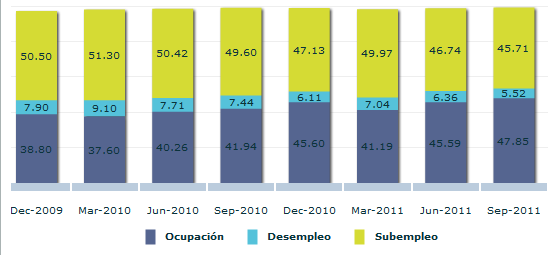 50.50 51.30 50.42 49.60 47.13 49.97 46.74 45.71
7.90 9.10 7.71 7.44 6.11 7.04 6.36 5.52
38.80 37.60 40.26 41.94 45.60 41.19 45.59 47.85
Dec-2009 Mar-2010 Jun-2010 Sep-2010 Dec-2010 Mar-2011 Jun-2011 Sep-2011
Ocupación Desempleo Subempleo